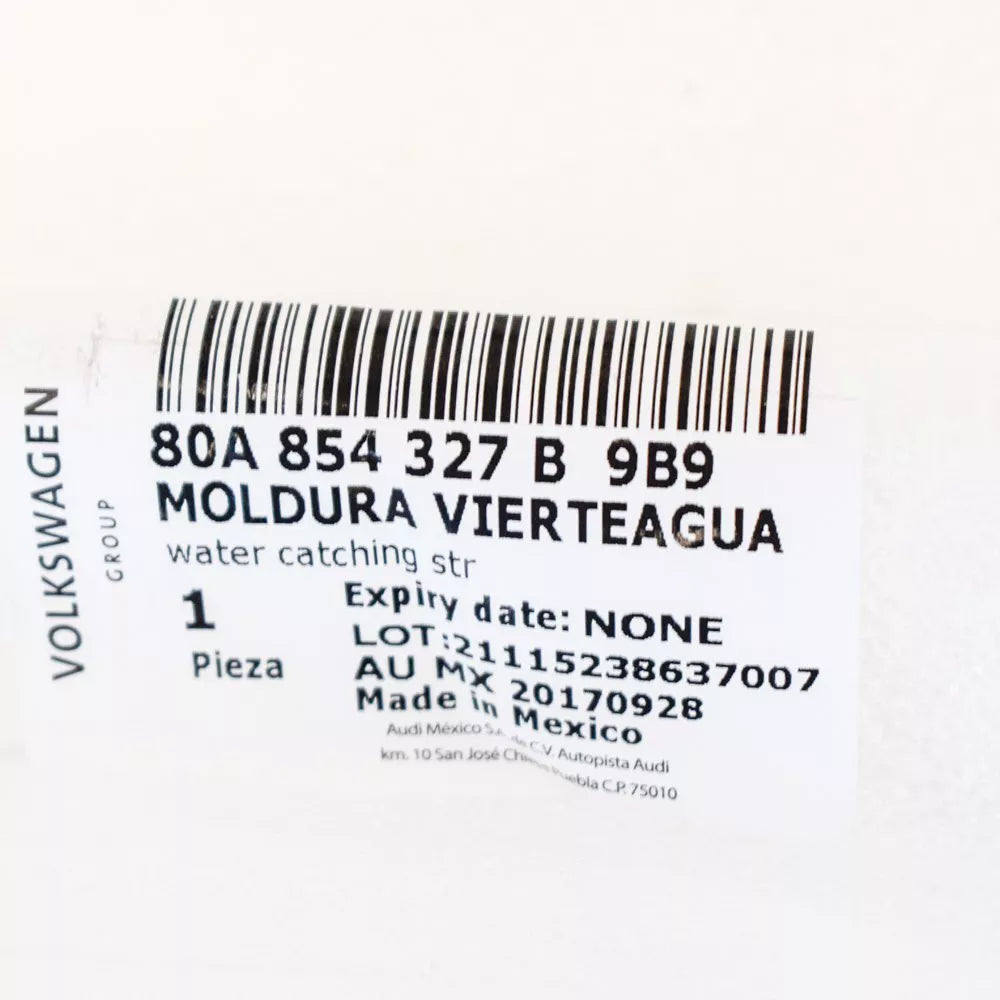 VOLKSWAGEN
GROUP
80A 854 327 B 9B9
MOLDURA VIERTEAGUA
water catching str
1
Pieza
Expiry date: NONE
LOT:21115238637007
AU MX 20170928
Made in Mexico
Audi México S.A. de C.V. Autopista Audi
km. 10 San José Puebla C.P. 75010